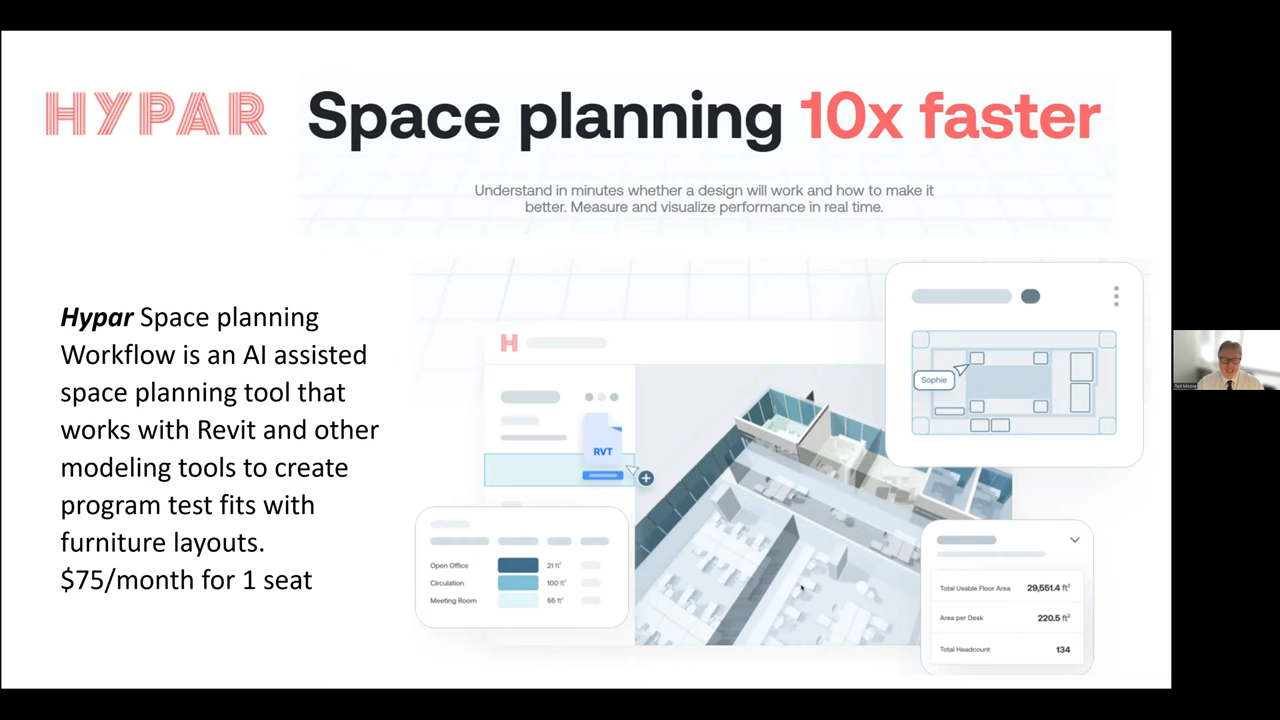 HYPAR
Space planning 10x faster
Understand in minutes whether a design will work and how to make it
better. Measure and visualize performance in real time.
Hypar Space planning
Workflow is an AI assisted
space planning tool that
works with Revit and other
modeling tools to create
program test fits with
furniture layouts.
$75/month for 1 seat
H
RVT
Sophie
Open Office 21 ft²
Circulation 100 ft²
Meeting Room 55 ft²
Total Usable Floor Area 29,551.4 ft²
Area per Desk 220.5 ft²
Total Headcount 134
Ted Moore